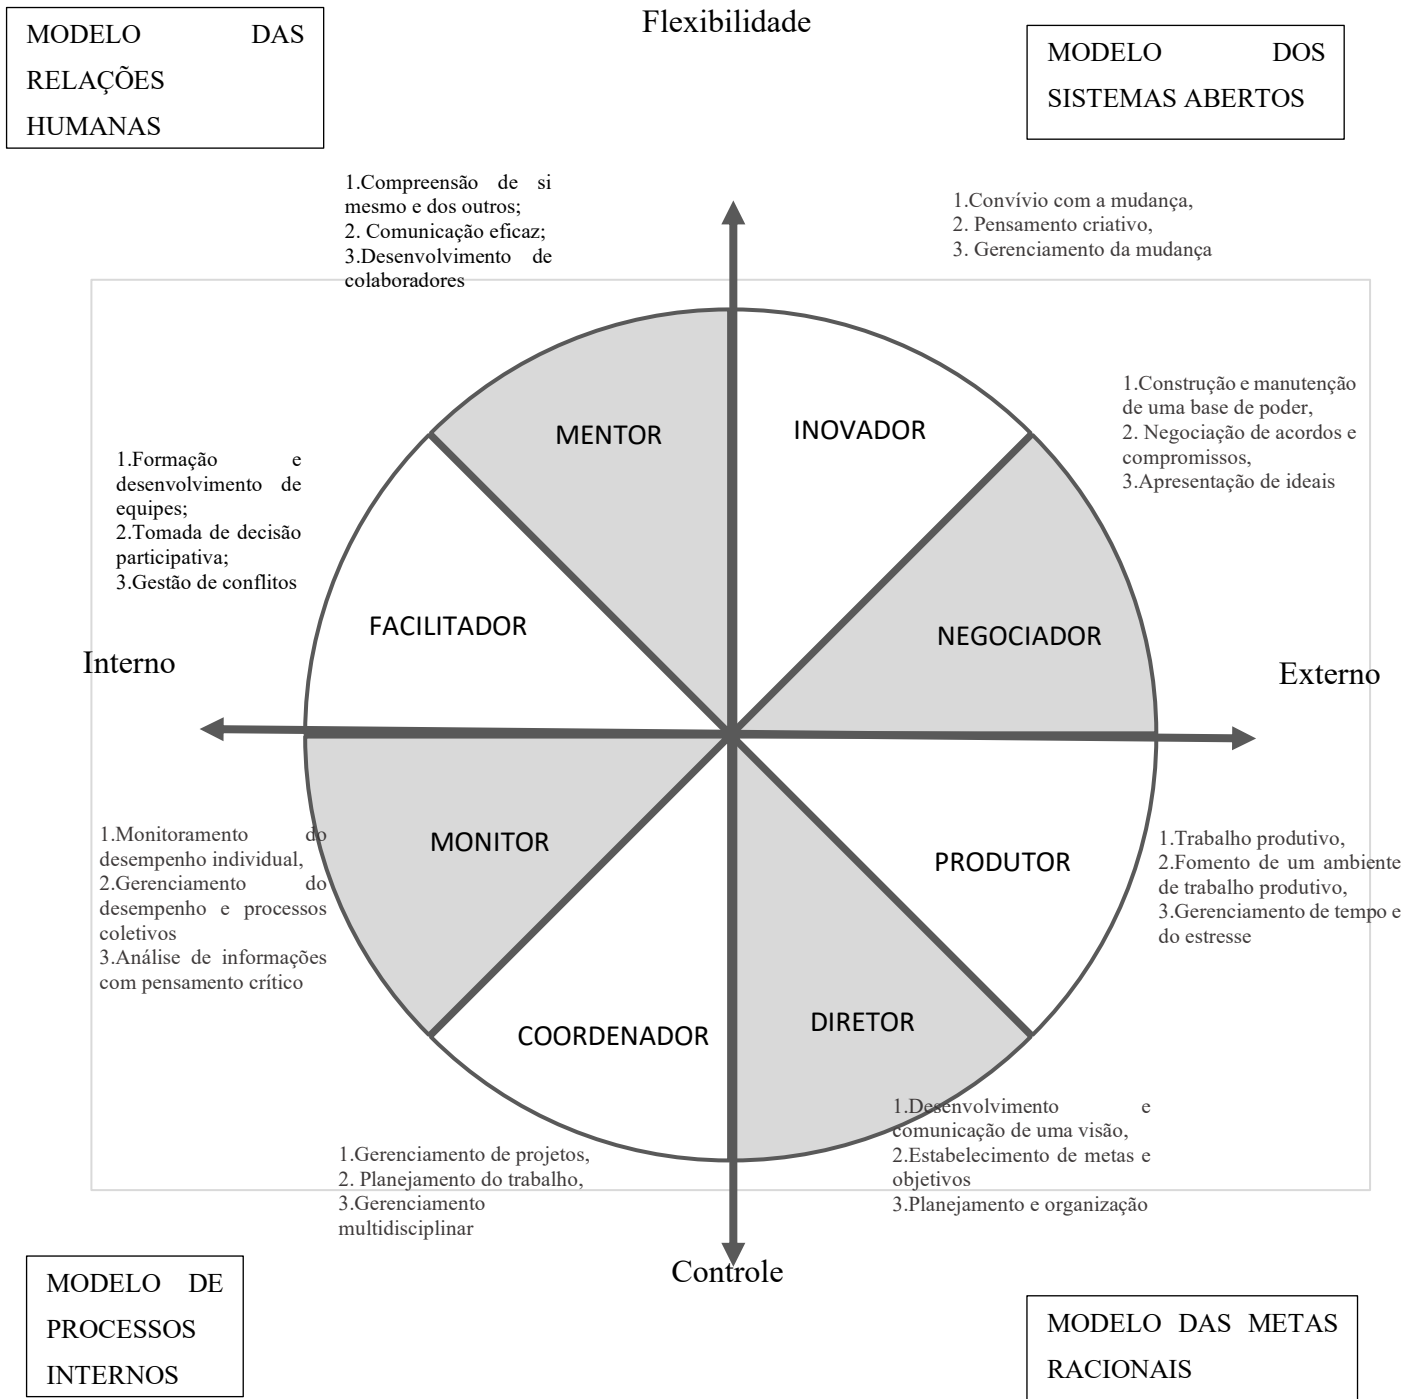 Flexibilidade
MODELO DAS
RELAÇÕES
HUMANAS
MODELO DOS
SISTEMAS ABERTOS
1.Compreensão de si
mesmo e dos outros;
2. Comunicação eficaz;
3.Desenvolvimento de
colaboradores
1.Convívio com a mudança,
2. Pensamento criativo,
3. Gerenciamento da mudança
1.Construção e manutenção
de uma base de poder,
2. Negociação de acordos e
compromissos,
3.Apresentação de ideais
MENTOR
INOVADOR
1.Formação e
desenvolvimento de
equipes;
2.Tomada de decisão
participativa;
3.Gestão de conflitos
FACILITADOR
NEGOCIADOR
Interno
Externo
1.Monitoramento do
desempenho individual,
2.Gerenciamento do
desempenho e processos
coletivos
3.Análise de informações
com pensamento crítico
MONITOR
PRODUTOR
1.Trabalho produtivo,
2.Fomento de um ambiente
de trabalho produtivo,
3.Gerenciamento de tempo e
do estresse
COORDENADOR
DIRETOR
1.Gerenciamento de projetos,
2. Planejamento do trabalho,
3.Gerenciamento
multidisciplinar
1.Desenvolvimento e
comunicação de uma visão,
2.Estabelecimento de metas e
objetivos
3.Planejamento e organização
Controle
MODELO DE
PROCESSOS
INTERNOS
MODELO DAS METAS
RACIONAIS